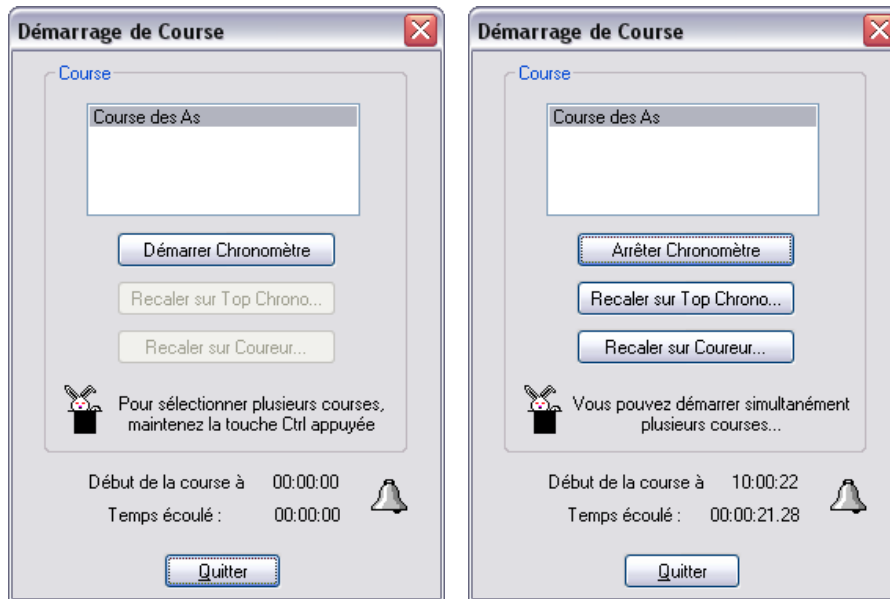 Démarrage de Course
Course
Course des As
Démarrer Chronomètre
Recaler sur Top Chrono...
Recaler sur Coureur...
Pour sélectionner plusieurs courses,
maintenez la touche Ctrl appuyée
Début de la course à 00:00:00
Temps écoulé : 00:00:00
Quitter
Démarrage de Course
Course
Course des As
Arrêter Chronomètre
Recaler sur Top Chrono...
Recaler sur Coureur...
Vous pouvez démarrer simultanément
plusieurs courses...
Début de la course à 10:00:22
Temps écoulé : 00:00:21.28
Quitter